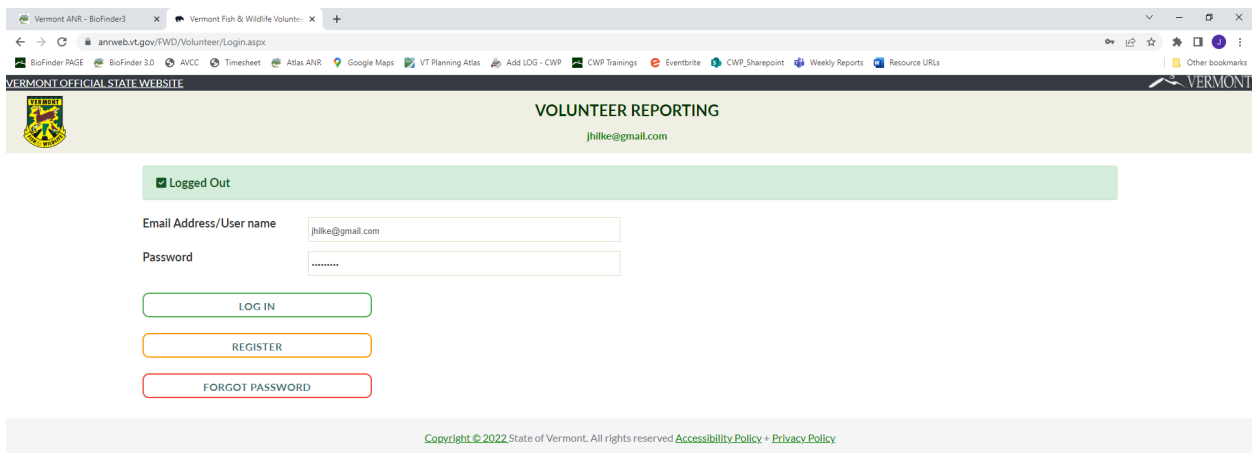 Vermont ANR - BioFinder3 Vermont Fish & Wildlife Volunte
anrweb.vt.gov/FWD/Volunteer/Login.aspx
BioFinder PAGE BioFinder 3.0 AVCC Timesheet Atlas ANR Google Maps VT Planning Atlas Add LOG - CWP CWP Trainings Eventbrite CWP_Sharepoint Weekly Reports Resource URLs Other bookmarks
VERMONT OFFICIAL STATE WEBSITE VERMONT
VERMONT
FISH & WILDLIFE
VOLUNTEER REPORTING
jhilke@gmail.com
Logged Out
Email Address/User name jhilke@gmail.com
Password •••••••••
LOG IN
REGISTER
FORGOT PASSWORD
Copyright © 2022 State of Vermont. All rights reserved Accessibility Policy + Privacy Policy